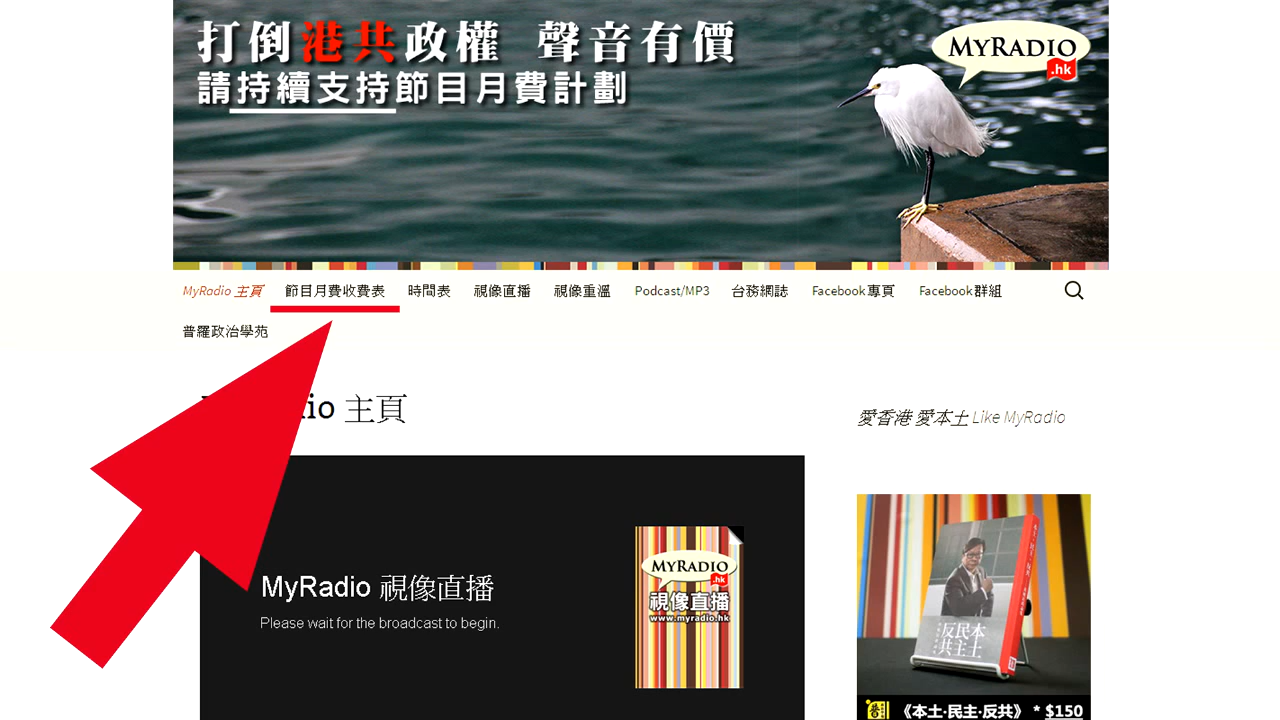 打倒港共政權 聲音有價
請持續支持節目月費計劃
MYRADIO
.hk
MyRadio 主頁 節目月費收費表 時間表 視像直播 視像重溫 Podcast/MP3 台務網誌 Facebook專頁 Facebook群組
普羅政治學苑
io 主頁
愛香港 愛本土 Like MyRadio
MyRadio 視像直播
Please wait for the broadcast to begin.
MYRADIO
.hk
視像直播
www.myradio.hk
本土
民主
反共
《本土·民主·反共》 * $150